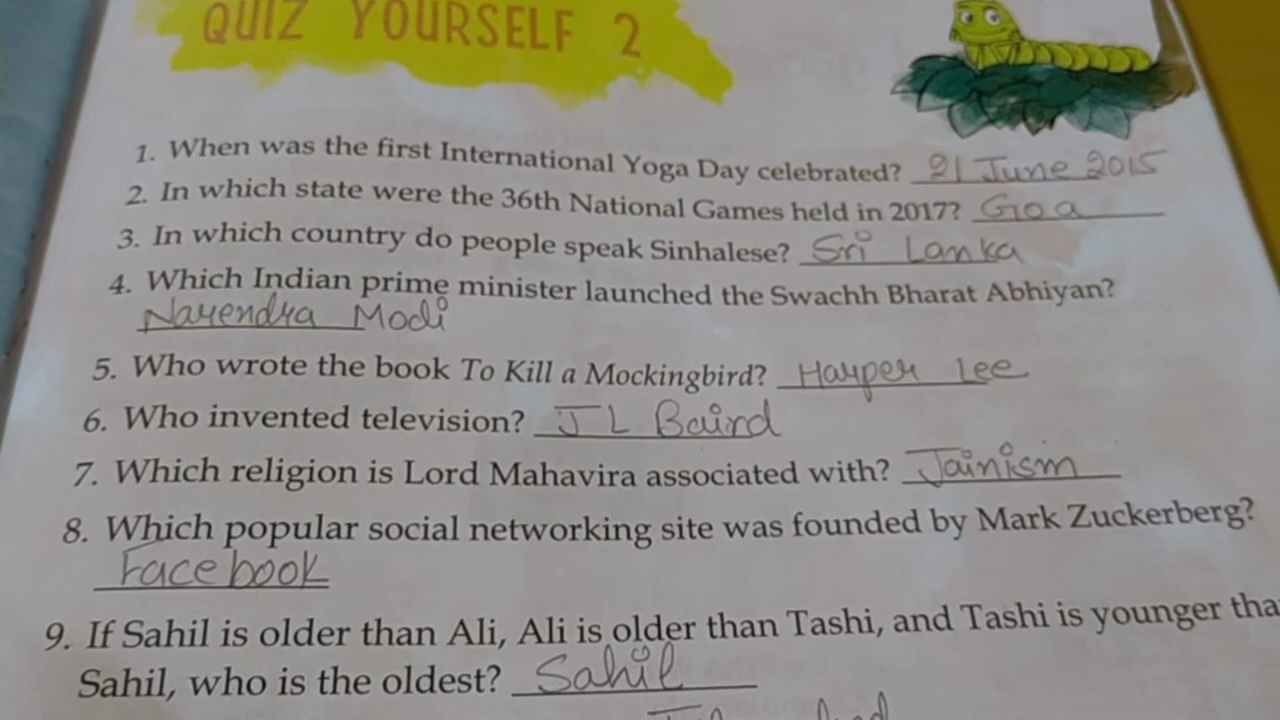 QUIZ YOURSELF 2
1. When was the first International Yoga Day celebrated? 21 June 2015
2. In which state were the 36th National Games held in 2017? Goa
3. In which country do people speak Sinhalese? Sri Lanka
4. Which Indian prime minister launched the Swachh Bharat Abhiyan?
Narendra Modi
5. Who wrote the book To Kill a Mockingbird? Harper Lee
6. Who invented television? J L Baird
7. Which religion is Lord Mahavira associated with? Jainism
8. Which popular social networking site was founded by Mark Zuckerberg?
Facebook
9. If Sahil is older than Ali, Ali is older than Tashi, and Tashi is younger tha
Sahil, who is the oldest? Sahil